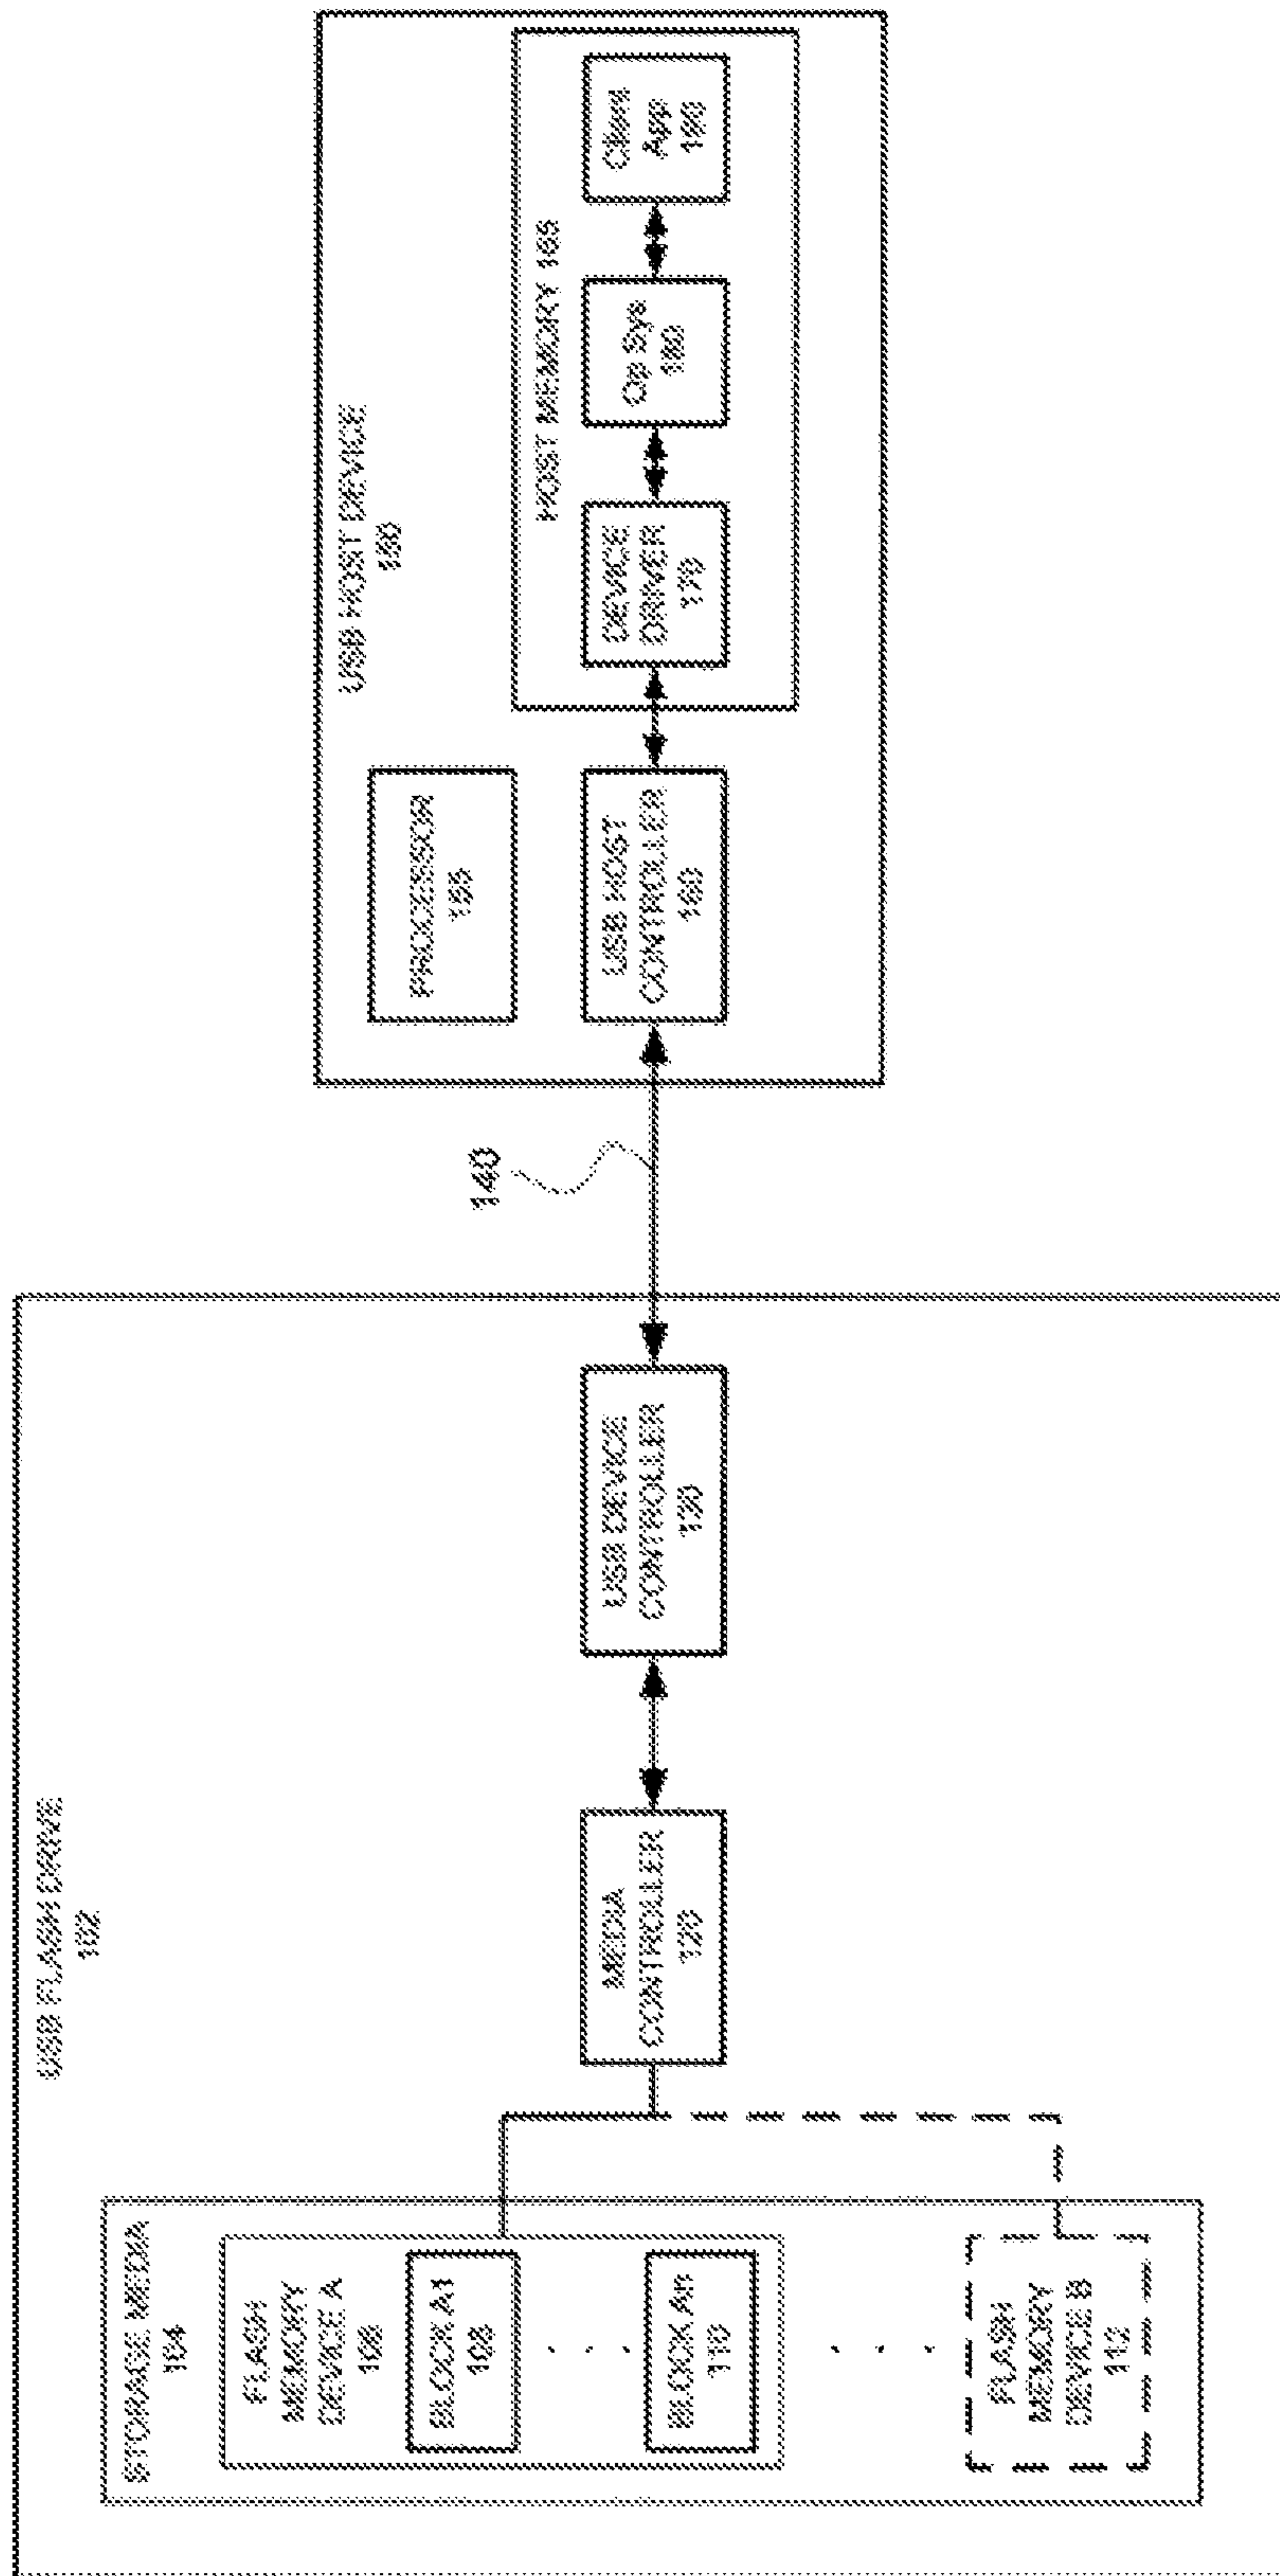 USB FLASH DRIVE
102
STORAGE MEDIA
104
FLASH
MEMORY
DEVICE A
106
BLOCK A1
108
BLOCK An
110
FLASH
MEMORY
DEVICE B
112
MEDIA
CONTROLLER
120
USB DEVICE
CONTROLLER
130
140
USB HOST DEVICE
150
PROCESSOR
155
USB HOST
CONTROLLER
160
HOST MEMORY 165
DEVICE
DRIVER
170
Op Sys
180
Client
App
190